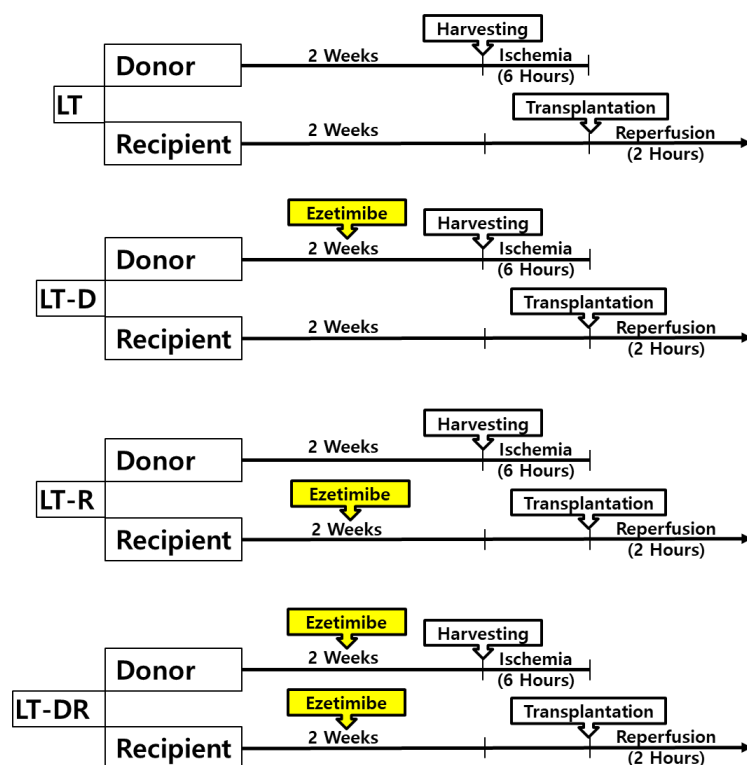 Harvesting
2 Weeks
Ischemia
(6 Hours)
Donor
LT
Transplantation
Recipient
2 Weeks
Reperfusion
(2 Hours)
Ezetimibe
Harvesting
2 Weeks
Ischemia
(6 Hours)
Donor
LT-D
Transplantation
Recipient
2 Weeks
Reperfusion
(2 Hours)
Harvesting
2 Weeks
Ischemia
(6 Hours)
Donor
LT-R
Ezetimibe
Transplantation
Recipient
2 Weeks
Reperfusion
(2 Hours)
Ezetimibe
Harvesting
2 Weeks
Ischemia
(6 Hours)
Donor
LT-DR
Ezetimibe
Transplantation
Recipient
2 Weeks
Reperfusion
(2 Hours)